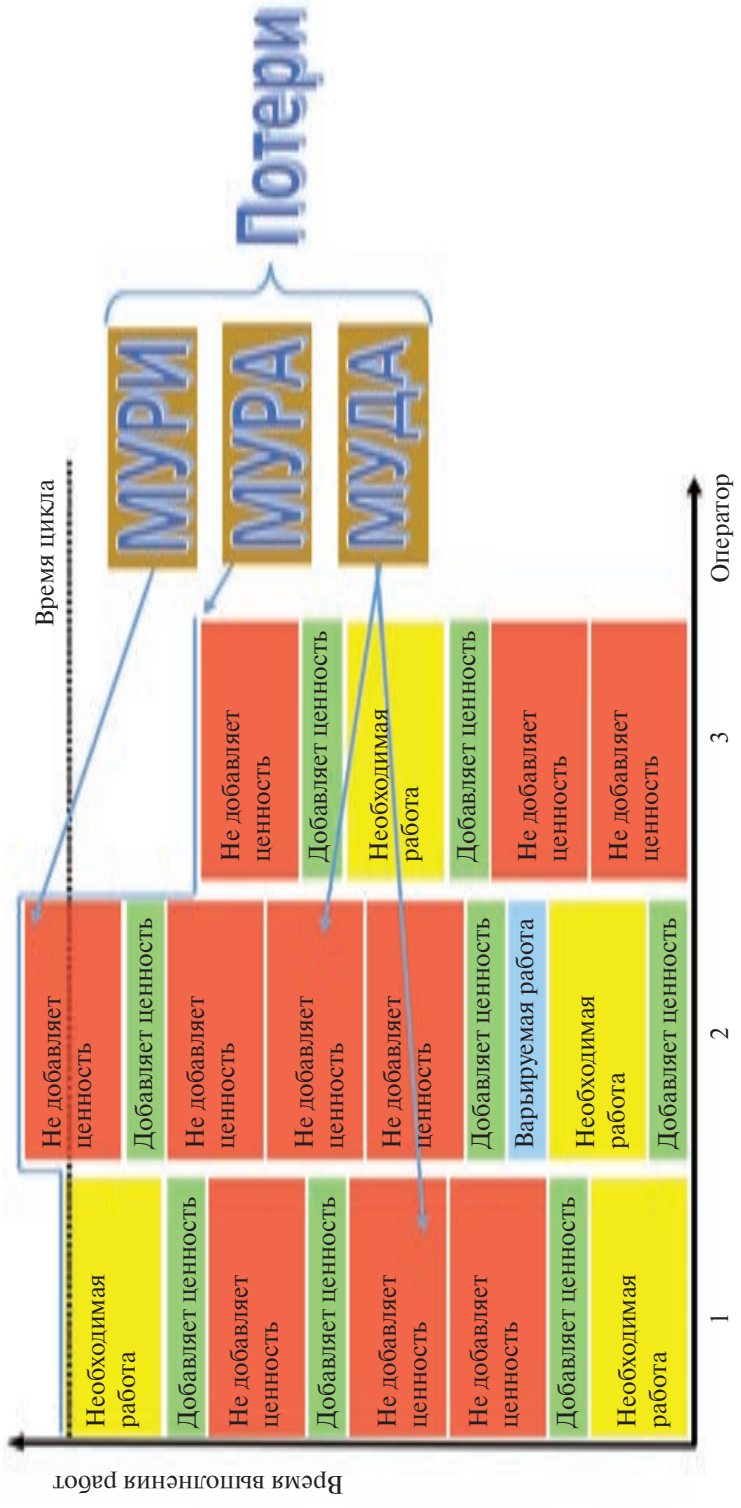 Время выполнения работ
Время цикла
Необходимая
работа
Добавляет ценность
Не добавляет
ценность
Добавляет ценность
Не добавляет
ценность
Не добавляет
ценность
Добавляет ценность
Необходимая
работа
Не добавляет
ценность
Добавляет ценность
Не добавляет
ценность
Не добавляет
ценность
Не добавляет
ценность
Добавляет ценность
Варьируемая работа
Необходимая
работа
Добавляет ценность
Не добавляет
ценность
Добавляет ценность
Необходимая
работа
Добавляет ценность
Не добавляет
ценность
Не добавляет
ценность
1
2
3
Оператор
МУРИ
МУРА
МУДА
Потери